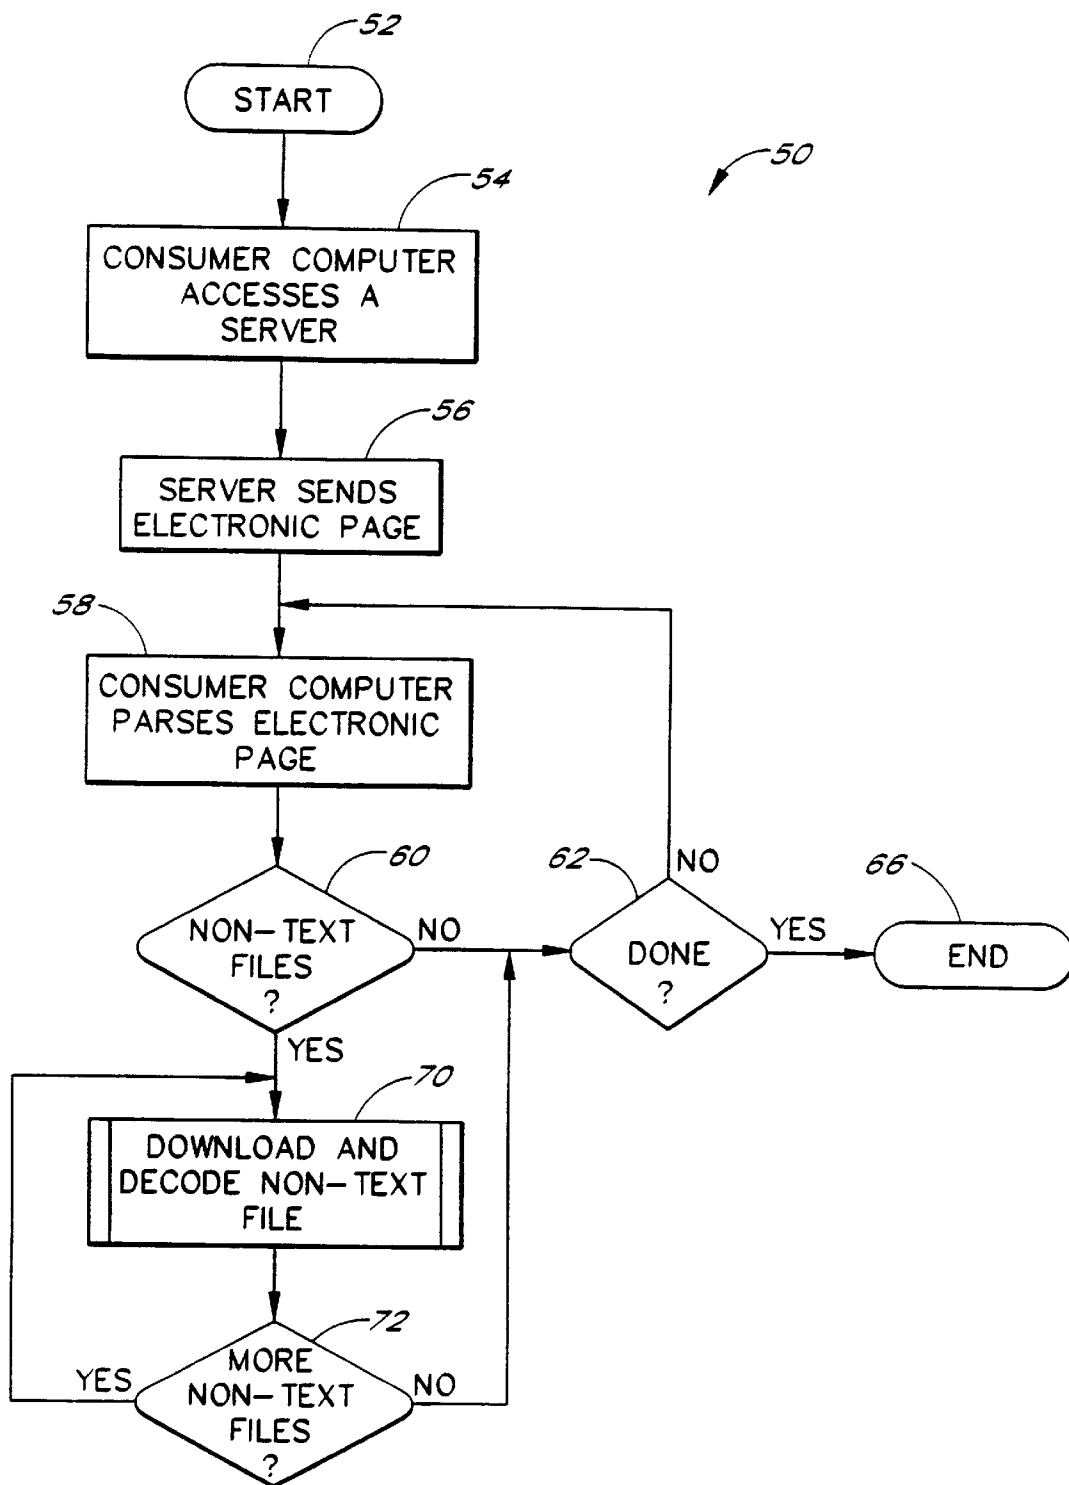 52
START
50
54
CONSUMER COMPUTER
ACCESSES A
SERVER
56
SERVER SENDS
ELECTRONIC PAGE
58
CONSUMER COMPUTER
PARSES ELECTRONIC
PAGE
60
NON-TEXT
FILES
?
NO
62
NO
DONE
?
YES
66
END
YES
70
DOWNLOAD AND
DECODE NON-TEXT
FILE
72
MORE
NON-TEXT
FILES
?
YES
NO